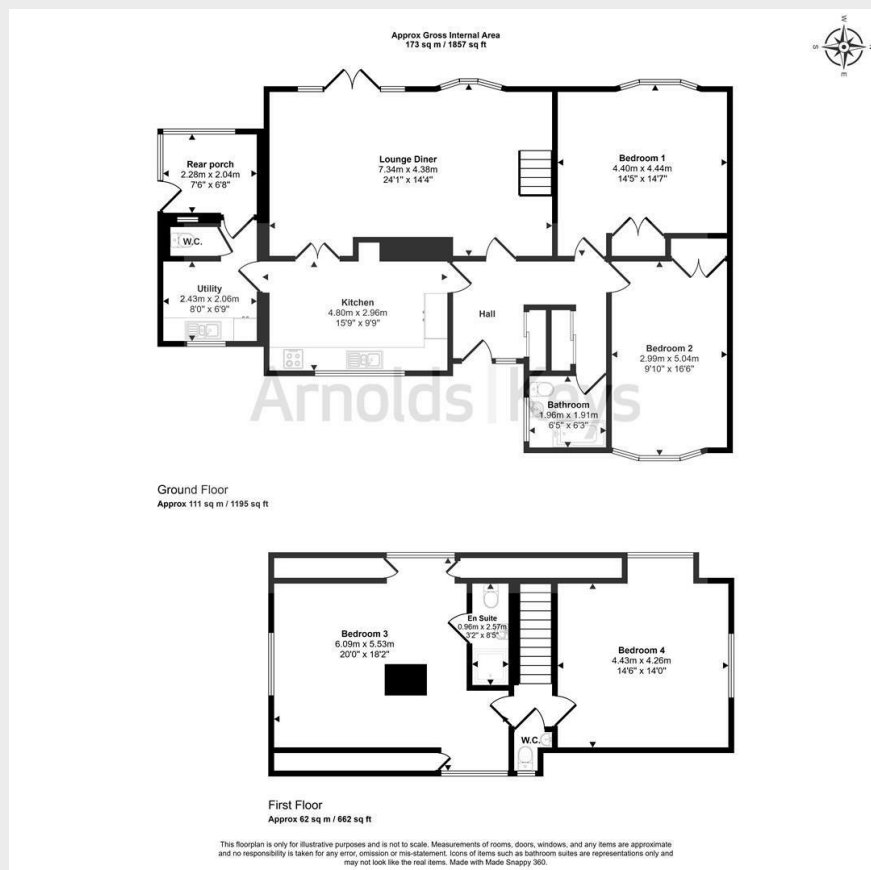 Approx Gross Internal Area
173 sq m / 1857 sq ft
W
S
E
Rear porch
2.28m x 2.04m
7'6" x 6'8"
Lounge Diner
7.34m x 4.38m
24'1" x 14'4"
Bedroom 1
4.40m x 4.44m
14'5" x 14'7"
W.C.
Utility
2.43m x 2.06m
8'0" x 6'9"
Kitchen
4.80m x 2.96m
15'9" x 9'9"
Hall
Bedroom 2
2.99m x 5.04m
9'10" x 16'6"
Arnolds | Keys
Bathroom
1.96m x 1.91m
6'5" x 6'3"
Ground Floor
Approx 111 sq m / 1195 sq ft
Bedroom 3
6.09m x 5.53m
20'0" x 18'2"
En Suite
0.96m x 2.57m
3'2" x 8'5"
Bedroom 4
4.43m x 4.26m
14'6" x 14'0"
W.C.
First Floor
Approx 62 sq m / 662 sq ft
This floorplan is only for illustrative purposes and is not to scale. Measurements of rooms, doors, windows, and any items are approximate
and no responsibility is taken for any error, omission or mis-statement. Icons of items such as bathroom suites are representations only and
may not look like the real items. Made with Made Snappy 360.